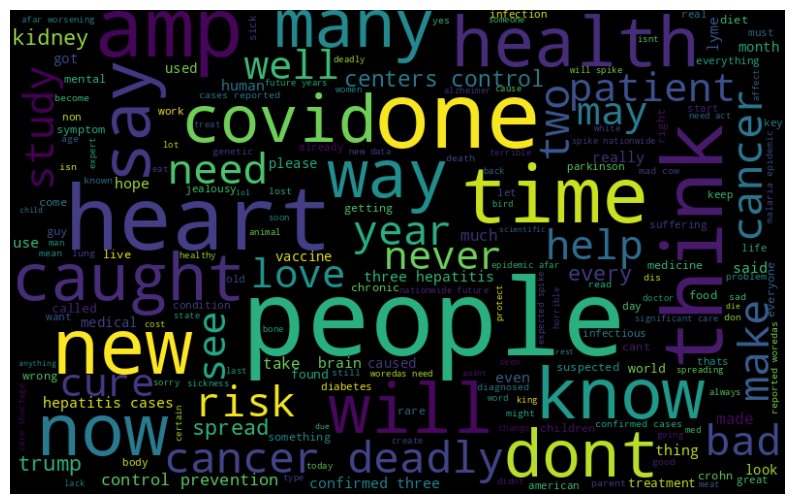 afar worsening
amp
many
infection
someone
real
diet
kidney
sick
yes
isnt
must
health
month
got
deadly
lyme
everything
used
well
will spike
mental
human
future years
women
alzheimer
cause
affect
become
say
cases reported
centers control
patient
need act
key
study
non
work
treat
symptom
covid
one
may
two
start
right
white
age
lot
genetic
new data
death
terrible
spike nationwide
cancer
isn
expert
eat
already
need
please
way
back
really
mad cow
malaria epidemic
hope
jealousy
lol
lost
let
parkinson
keep
think
known
getting
bird
time
come
soon
child
heart
year
much
help
suffering
life
guy
man
animal
never
scientific
use
mean
lung
live
vaccine
epidemic afar
every
medicine
said
caught
healthy
love
three hepatitis
dis
problem
everyone
called
old
chronic
nationwide future
read
doctor
condition
day
food
sad
want
state
protect
expected spike
horrible
infectious
significant care
die
medical
cost
see
bone
people
cant
don
make
reported woredas
new
anything
rest
thats
spreading
take
brain
caused
suspected
world
wrong
sorry
last
found
still
woredas need
seem
cure
sickness
diabetes
even
diagnosed
know
always
hepatitis cases
certain
risk
will
point
rare
word
king
confirmed cases
med
now
spread
due
something
might
made
going
care shortage
today
create
change
children
dont
bad
trump
body
cancer deadly
thing
good
look
type
didnt
parent
crohn
lack
control prevention
confirmed three
american
treatment
meat
great